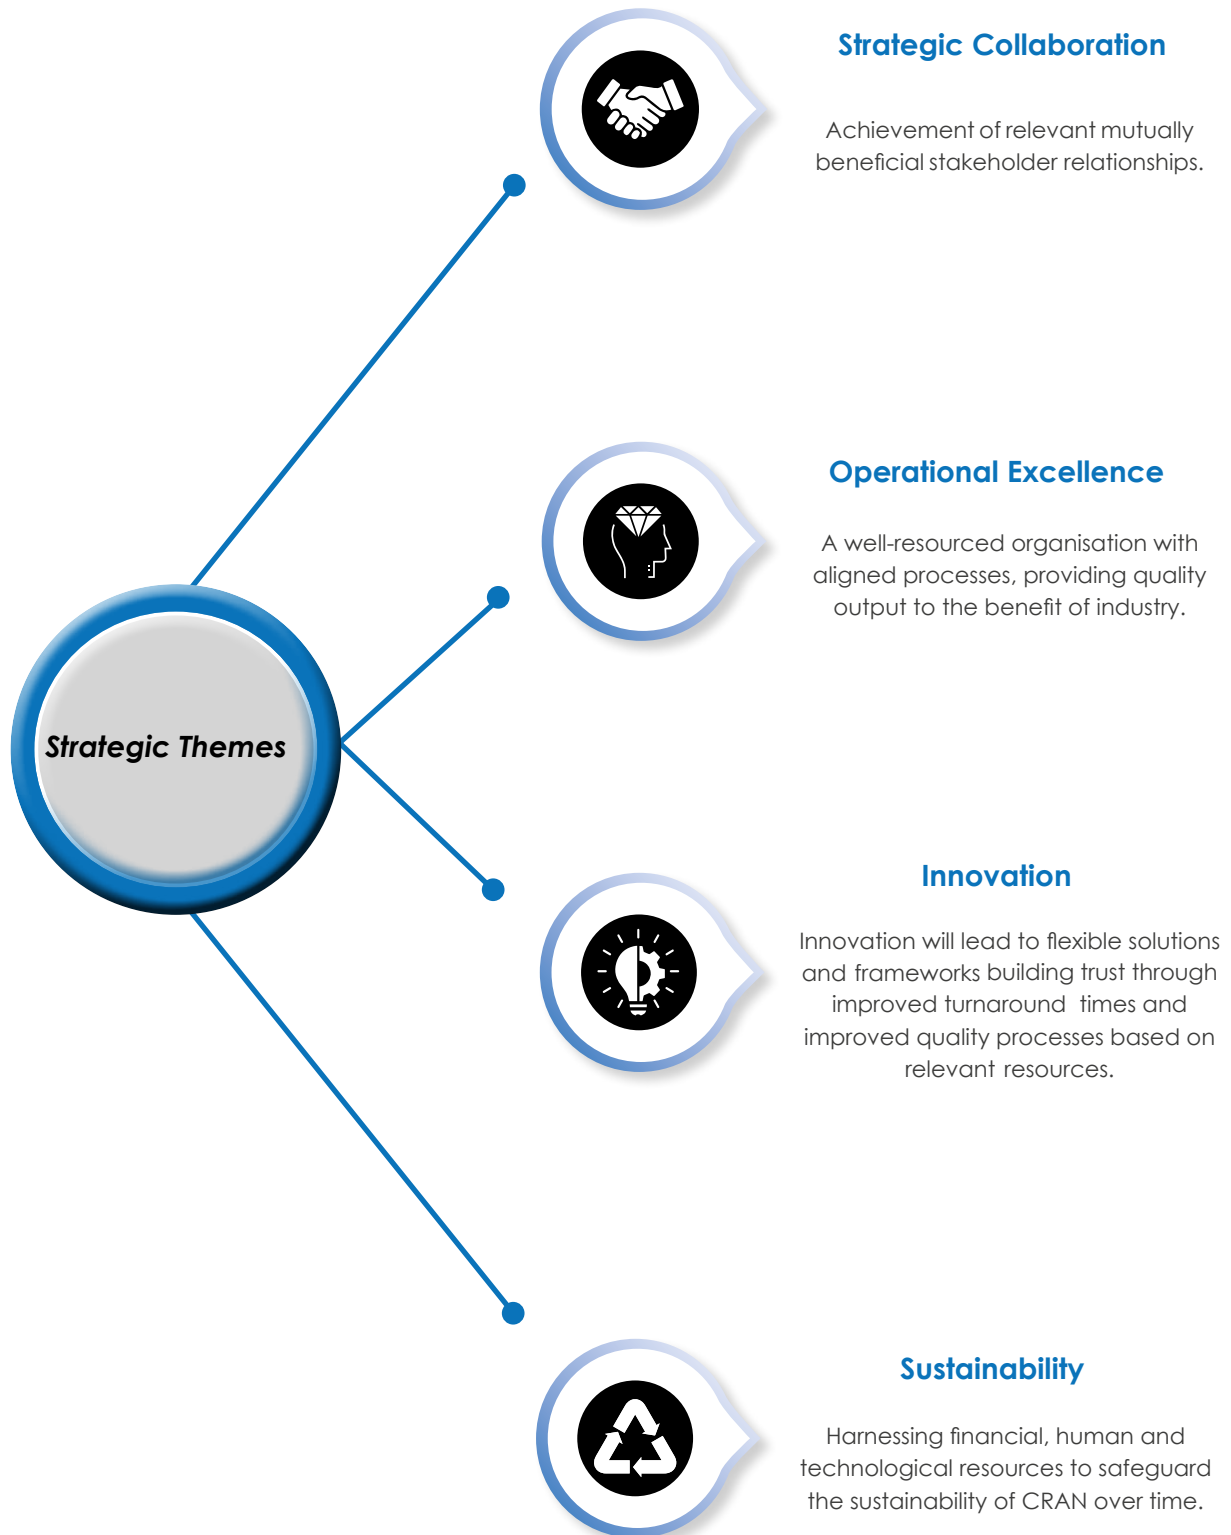 Strategic Collaboration
Achievement of relevant mutually
beneficial stakeholder relationships.
Operational Excellence
A well-resourced organisation with
aligned processes, providing quality
output to the benefit of industry.
Strategic Themes
Innovation
Innovation will lead to flexible solutions
and frameworks building trust through
improved turnaround times and
improved quality processes based on
relevant resources.
Sustainability
Harnessing financial, human and
technological resources to safeguard
the sustainability of CRAN over time.